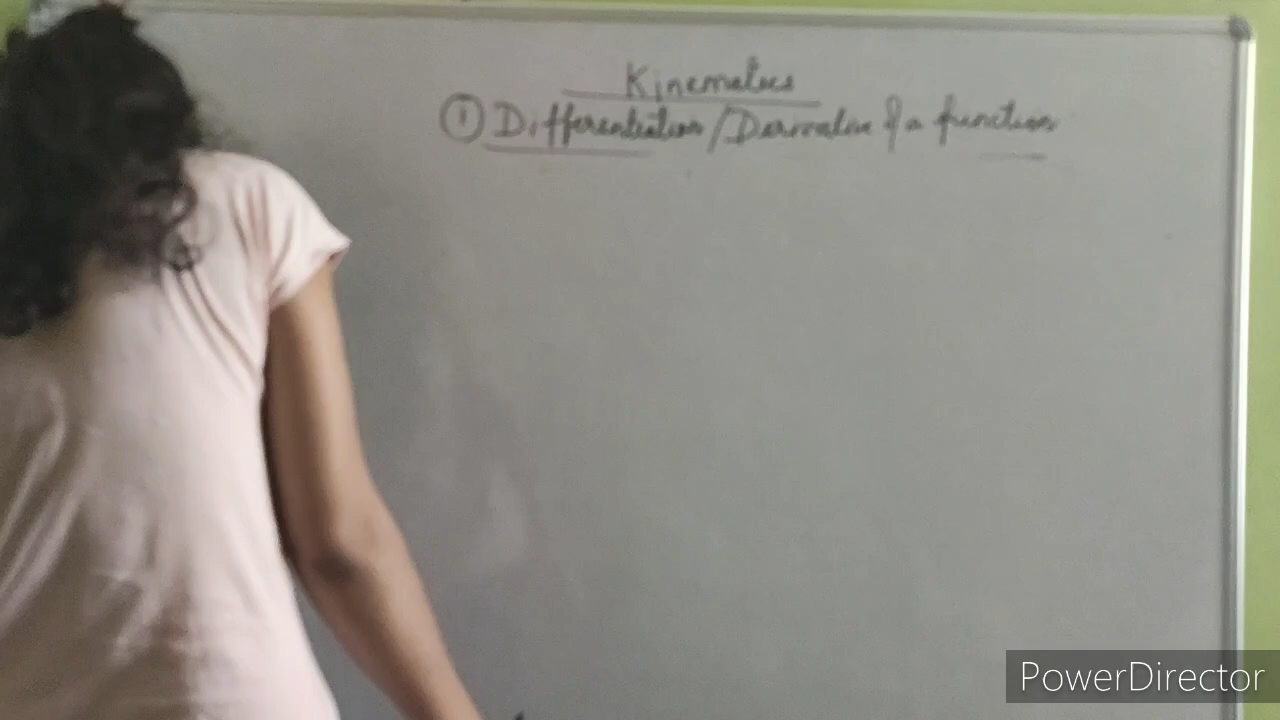 Kinematics
① Differentiation / Derivative of a function
PowerDirector